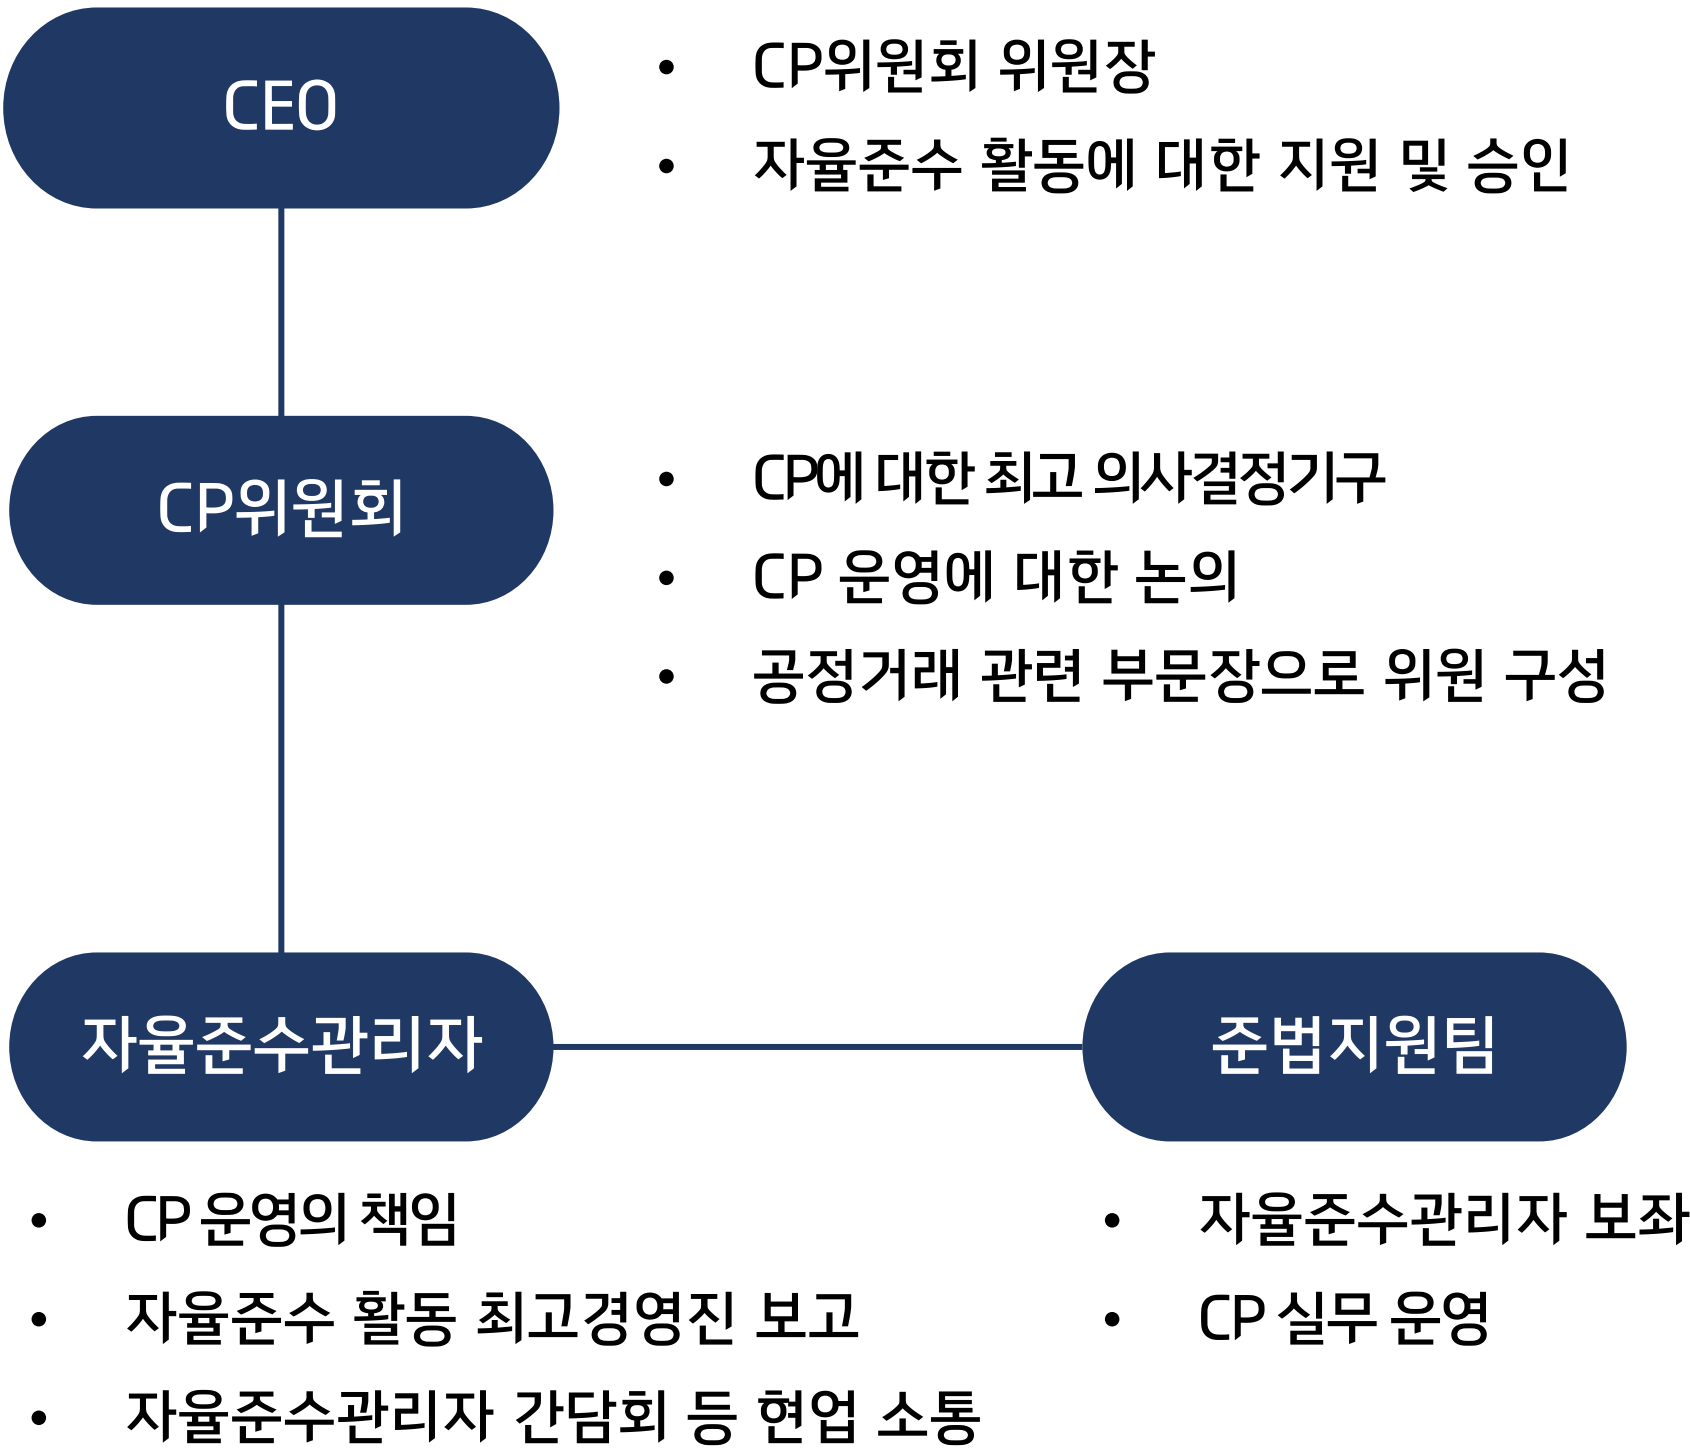 CEO
• CP위원회 위원장
• 자율준수 활동에 대한 지원 및 승인
CP위원회
• CP에 대한 최고 의사결정기구
• CP 운영에 대한 논의
• 공정거래 관련 부문장으로 위원 구성
자율준수관리자
• CP 운영의 책임
• 자율준수 활동 최고경영진 보고
• 자율준수관리자 간담회 등 현업 소통
준법지원팀
• 자율준수관리자 보좌
• CP 실무 운영